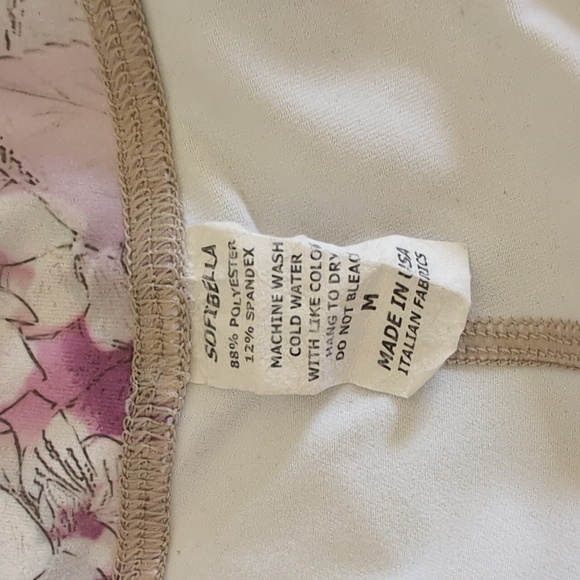 SOFIBELLA
88% POLYESTER
12% SPANDEX
MACHINE WASH
COLD WATER
WITH LIKE COLO
HANG TO DRY
DO NOT BLEAC
M
MADE IN USA
ITALIAN FABRICS